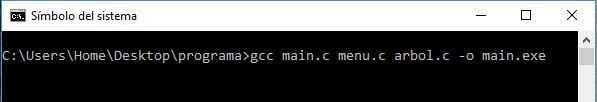 Símbolo del sistema
C:\Users\Home\Desktop\programa>gcc main.c menu.c arbol.c -o main.exe